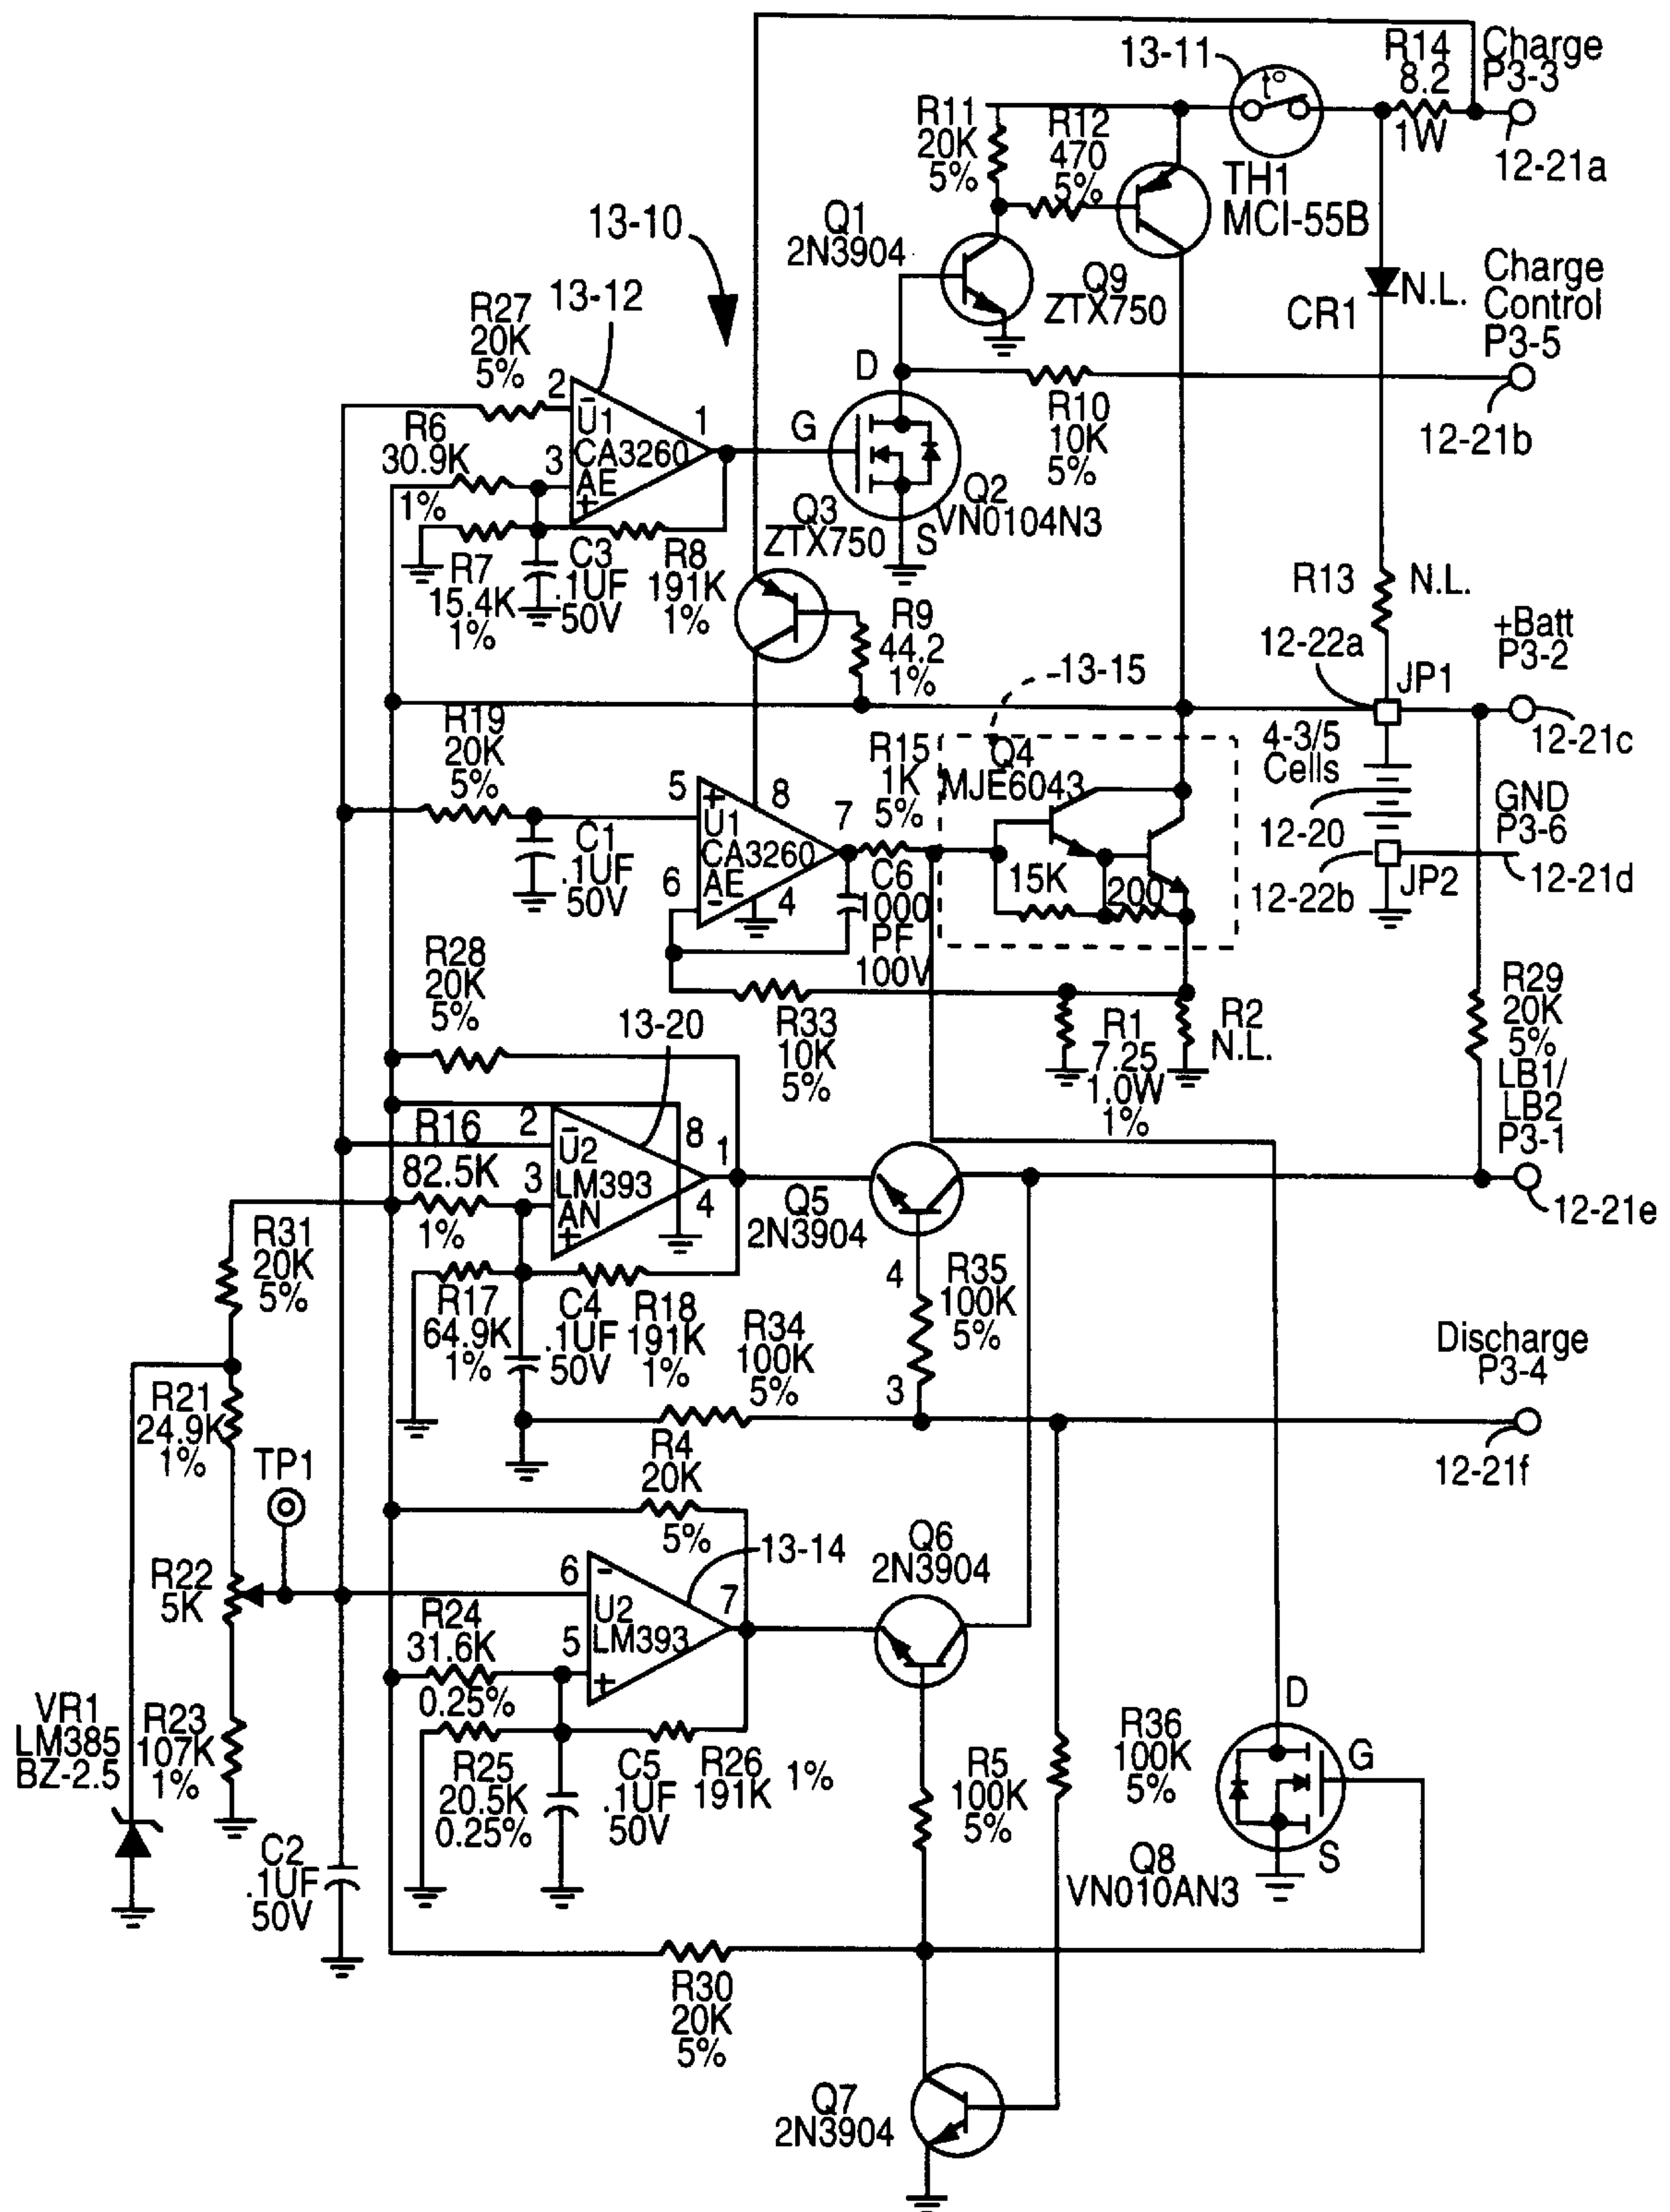 13-11
R14
8.2
1W
Charge
P3-3
12-21a
R11
20K
5%
R12
470
5%
t°
TH1
MCI-55B
13-10
Q1
2N3904
Q9
ZTX750
CR1
N.L.
Charge
Control
P3-5
12-21b
R27
20K
5%
13-12
2
-
U1
CA3260
AE
+
3
1
R6
30.9K
1%
R7
15.4K
1%
C3
.1UF
50V
R8
191K
1%
D
G
S
Q2
VN0104N3
R10
10K
5%
Q3
ZTX750
R9
44.2
1%
R13
N.L.
12-22a
JP1
+Batt
P3-2
12-21c
13-15
R19
20K
5%
C1
.1UF
50V
5
+
U1
CA3260
AE
-
6
8
7
4
R15
1K
5%
C6
1000
PF
100V
Q4
MJE6043
15K
200
4-3/5
Cells
12-20
12-22b
JP2
GND
P3-6
12-21d
R28
20K
5%
13-20
R33
10K
5%
R1
7.25
1.0W
1%
R2
N.L.
R29
20K
5%
LB1/
LB2
P3-1
12-21e
R16
82.5K
1%
2
-
U2
LM393
AN
+
3
8
1
4
Q5
2N3904
R31
20K
5%
R17
64.9K
1%
C4
.1UF
50V
R18
191K
1%
R34
100K
5%
4
R35
100K
5%
3
Discharge
P3-4
12-21f
R21
24.9K
1%
TP1
R4
20K
5%
13-14
R22
5K
6
-
U2
LM393
5
+
7
Q6
2N3904
R24
31.6K
0.25%
VR1
LM385
BZ-2.5
R23
107K
1%
R25
20.5K
0.25%
C5
.1UF
50V
R26
191K
1%
R5
100K
5%
R36
100K
5%
D
G
S
Q8
VN010AN3
C2
.1UF
50V
R30
20K
5%
Q7
2N3904